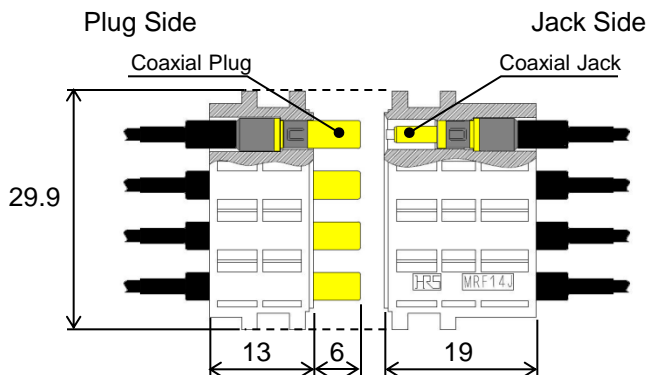 Plug Side
Jack Side
Coaxial Plug
Coaxial Jack
29.9
HRS
MRF14J
13
6
19